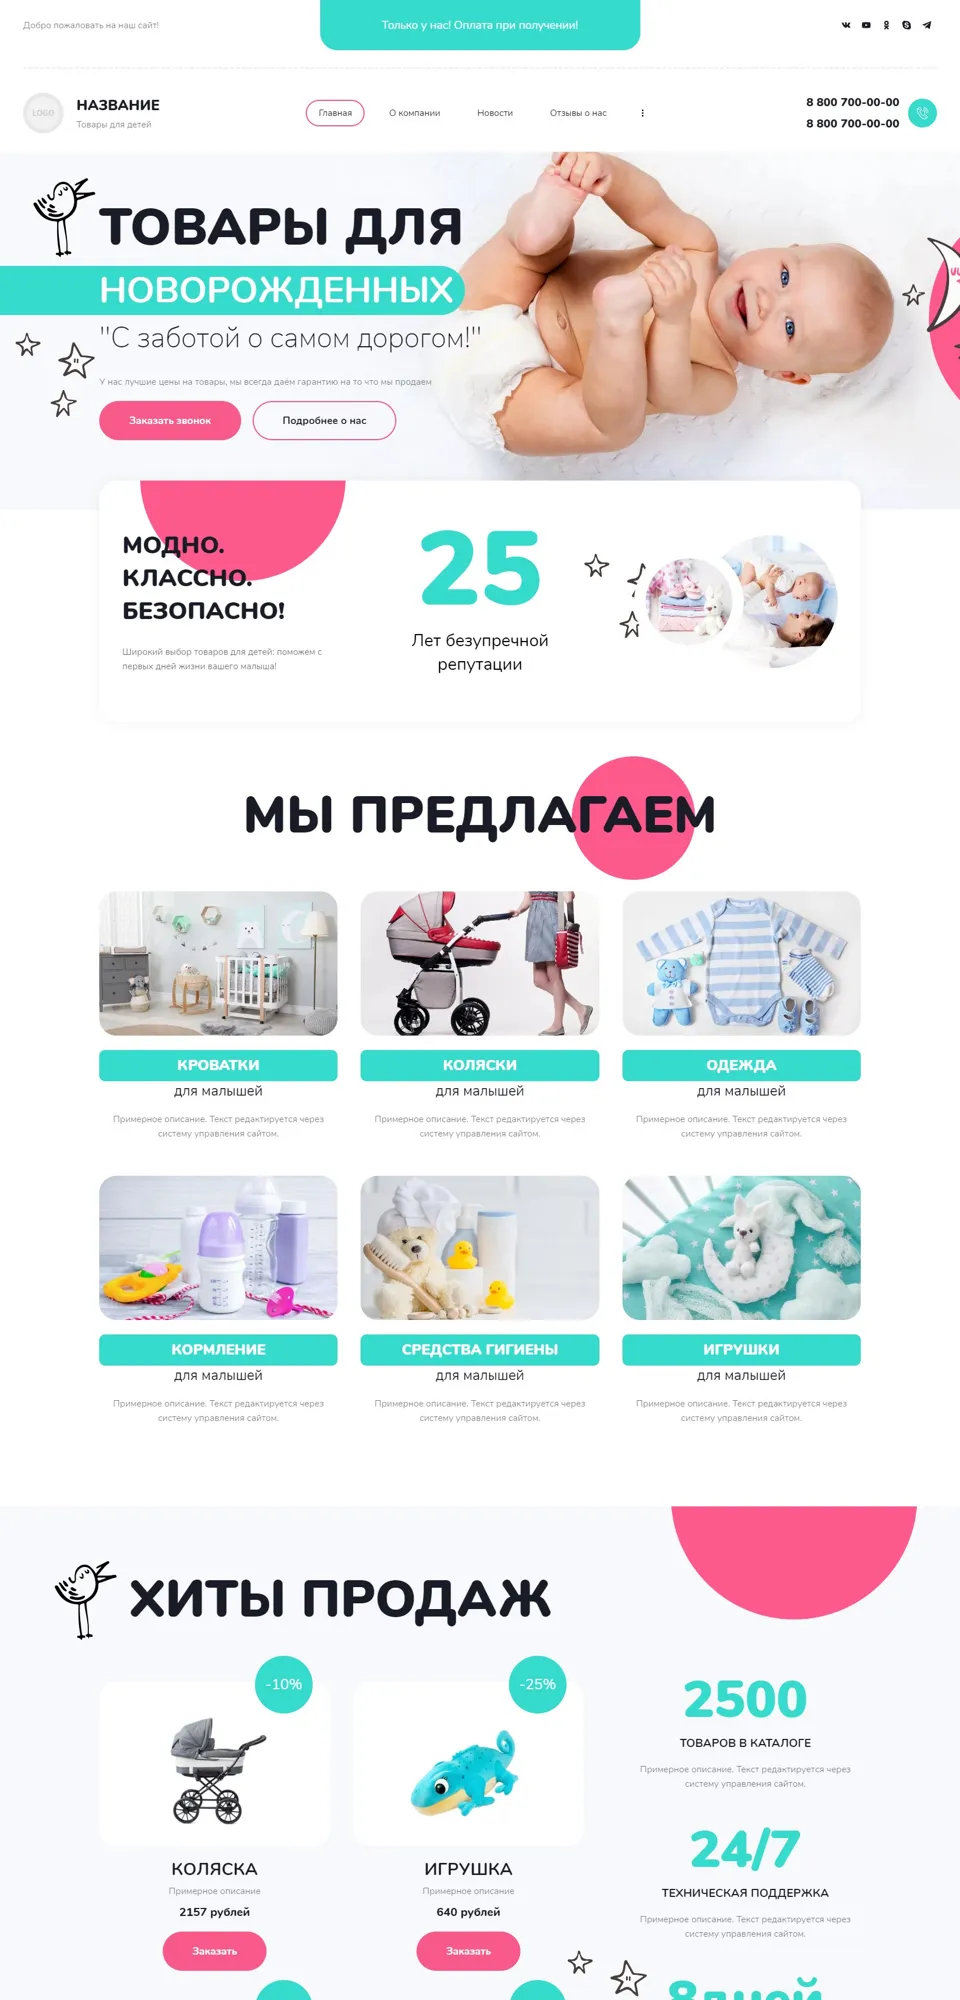 Добро пожаловать на наш сайт!
Только у нас! Оплата при получении!
LOGO
НАЗВАНИЕ
Товары для детей
Главная
О компании
Новости
Отзывы о нас
8 800 700-00-00
8 800 700-00-00
ТОВАРЫ ДЛЯ
НОВОРОЖДЕННЫХ
"С заботой о самом дорогом!"
У нас лучшие цены на товары, мы всегда даём гарантию на то что мы продаем
Заказать звонок
Подробнее о нас
МОДНО.
КЛАССНО.
БЕЗОПАСНО!
Широкий выбор товаров для детей: поможем с
первых дней жизни вашего малыша!
25
Лет безупречной
репутации
МЫ ПРЕДЛАГАЕМ
КРОВАТКИ
для малышей
Примерное описание. Текст редактируется через
систему управления сайтом.
КОЛЯСКИ
для малышей
Примерное описание. Текст редактируется через
систему управления сайтом.
ОДЕЖДА
для малышей
Примерное описание. Текст редактируется через
систему управления сайтом.
КОРМЛЕНИЕ
для малышей
Примерное описание. Текст редактируется через
систему управления сайтом.
СРЕДСТВА ГИГИЕНЫ
для малышей
Примерное описание. Текст редактируется через
систему управления сайтом.
ИГРУШКИ
для малышей
Примерное описание. Текст редактируется через
систему управления сайтом.
ХИТЫ ПРОДАЖ
-10%
КОЛЯСКА
Примерное описание
2157 рублей
Заказать
-25%
ИГРУШКА
Примерное описание
640 рублей
Заказать
2500
ТОВАРОВ В КАТАЛОГЕ
Примерное описание. Текст редактируется через
систему управления сайтом.
24/7
ТЕХНИЧЕСКАЯ ПОДДЕРЖКА
Примерное описание. Текст редактируется через
систему управления сайтом.
8дней